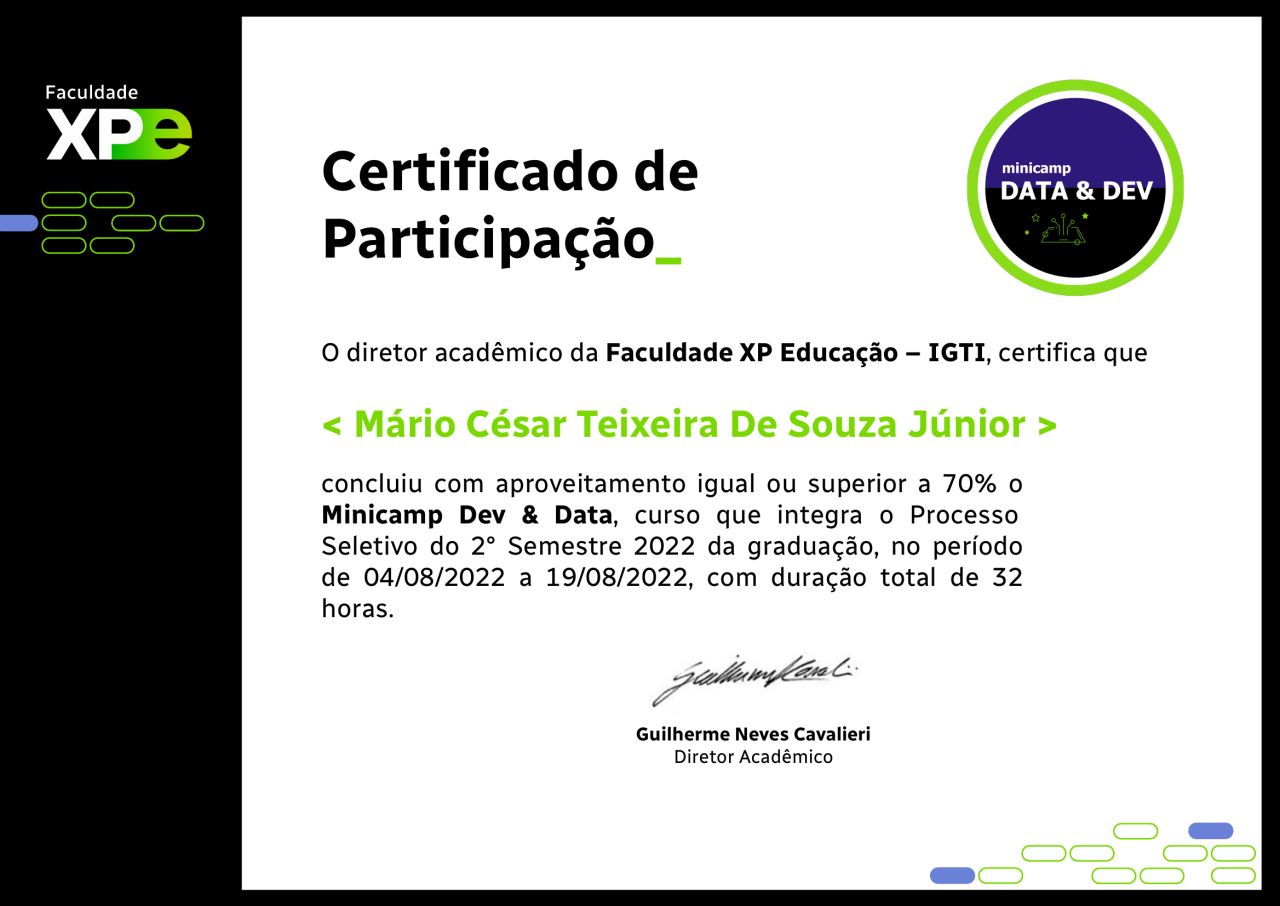 Faculdade
XPe
Certificado de
Participação_
minicamp
DATA & DEV
O diretor acadêmico da Faculdade XP Educação – IGTI, certifica que
< Mário César Teixeira De Souza Júnior >
concluiu com aproveitamento igual ou superior a 70% o
Minicamp Dev & Data, curso que integra o Processo
Seletivo do 2° Semestre 2022 da graduação, no período
de 04/08/2022 a 19/08/2022, com duração total de 32
horas.
Guilherme Neves Cavalieri
Diretor Acadêmico